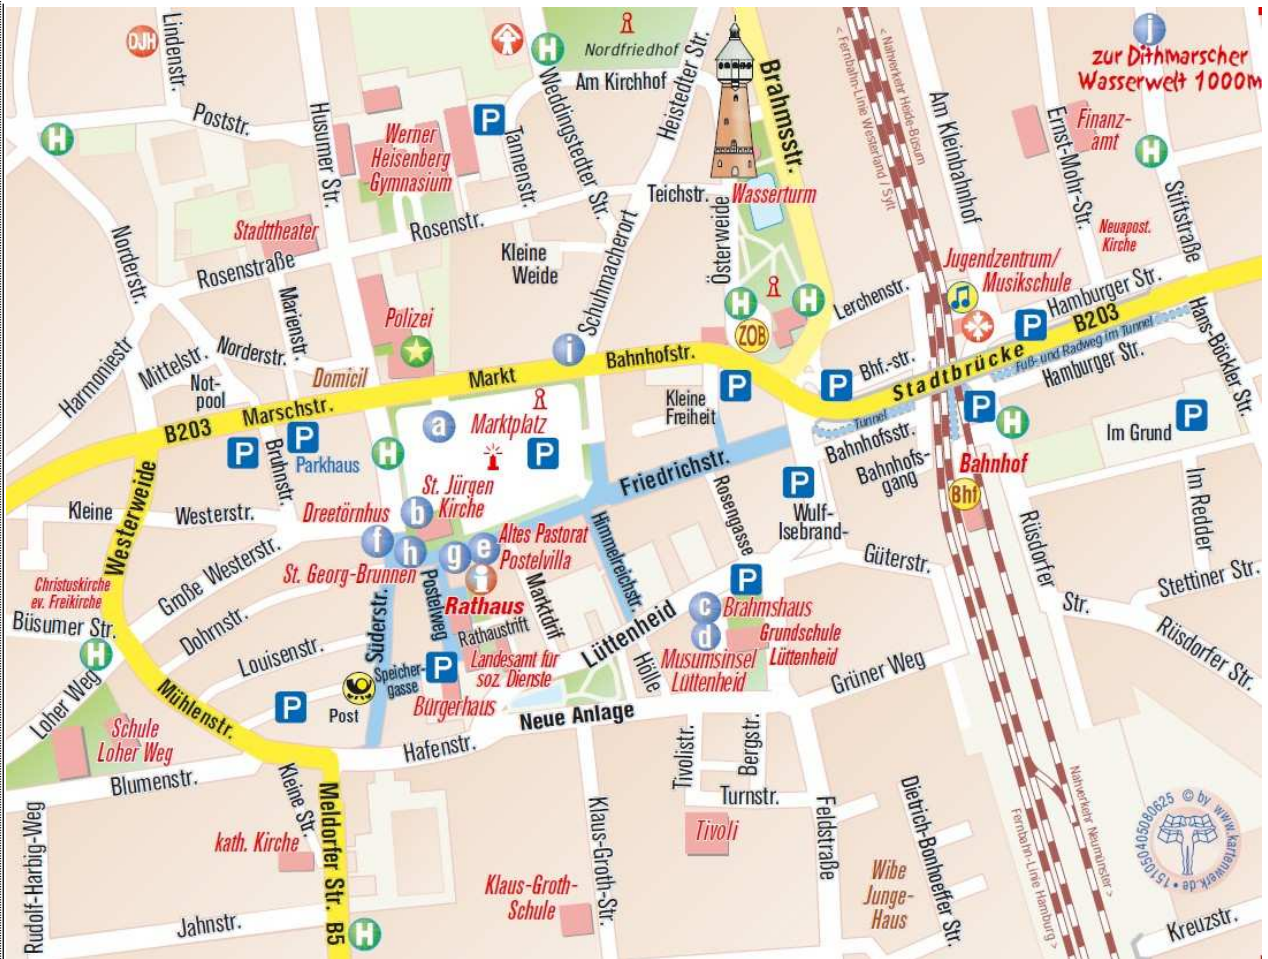 DJH
Lindenstr.
H
Nordfriedhof
Heistedter Str.
Brahmsstr.
< Fernbahn-Linie Westerland / Sylt
< Nahverkehr Heide-Büsum
j
zur Dithmarscher
Wasserwelt 1000m
Am Kirchhof
Weddingstedter Str.
Poststr.
Husumer Str.
P
Tannenstr.
Werner
Heisenberg
Gymnasium
H
Am Kleinbahnhof
Ernst-Mohr-Str.
Finanz-
amt
H
Stiftstraße
Teichstr.
Wasserturm
Österweide
Stadttheater
Rosenstr.
Rosenstraße
Norderstr.
Kleine
Weide
Schuhmacherort
Neuapost.
Kirche
Jugendzentrum/
Musikschule
Hamburger Str.
Lerchenstr.
H
H
ZOB
Marienstr.
Polizei
Harmoniestr
Mittelstr.
Norderstr.
Not-
pool
Domicil
i
Bahnhofstr.
Markt
Marschstr.
B203
P
B203
Stadtbrücke
Fuß- und Radweg im Tunnel
Hamburger Str.
Hans-Böckler Str.
Bhf.-str.
P
P
Kleine
Freiheit
Tunnel
P
H
Bahnhofsstr.
Bahnhofs-
gang
Im Grund
P
a
Marktplatz
P
P
P
Parkhaus
Bruhnstr.
H
Friedrichstr.
Bahnhof
Bhf
P
Wulf-
Isebrand-
Rosengasse
Im Redder
Kleine
Westerstr.
Westerweide
Dreetörnhus
St. Jürgen
Kirche
b
f
h
g
e
Altes Pastorat
Postelvilla
St. Georg-Brunnen
i
Rathaus
Postelweg
Marktdrif
Himmelreichstr.
Güterstr.
Rüsdorfer
Str.
Stettiner Str.
Rüsdorfer Str.
Christuskirche
ev. Freikirche
Große Westerstr.
Büsumer Str.
H
Dohrnstr.
Louisenstr.
Süderstr.
Rathaustrift
Lüttenheid
P
c
Brahmshaus
d
Grundschule
Lüttenheid
Musumsinsel
Lüttenheid
Hölle
Grüner Weg
Landesamt für
soz. Dienste
Speicher-
gasse
P
Bürgerhaus
Post
P
Loher Weg
Mühlenstr.
Schule
Loher Weg
Neue Anlage
Hafenstr.
Blumenstr.
Tivolistr.
Bergstr.
Turnstr.
Tivoli
Kleine Str.
Meldorfer Str.
B5
kath. Kirche
Rudolf-Harbig-Weg
Jahnstr.
H
Klaus-Groth-
Schule
Klaus-Groth-Str.
Feldstraße
Wibe
Junge-
Haus
Dietrich-Bonhoeffer Str.
Fernbahn-Linie Hamburg >
Nahverkehr Neumünster >
Kreuzstr.
© by www.kartenwerk.de • 151050405080625